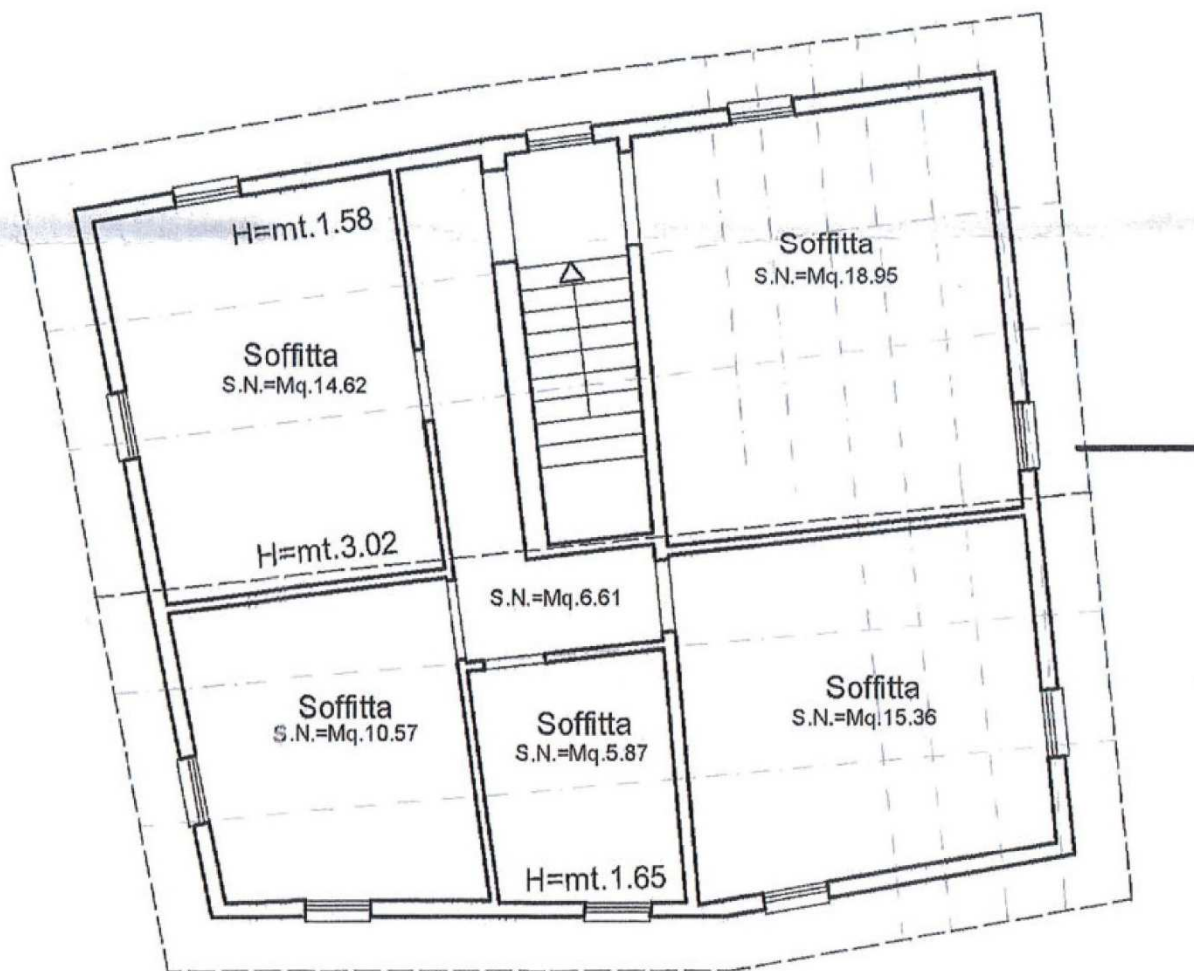 H=mt.1.58
Soffitta
S.N.=Mq.18.95
Soffitta
S.N.=Mq.14.62
H=mt.3.02
S.N.=Mq.6.61
Soffitta
S.N.=Mq.10.57
Soffitta
S.N.=Mq.5.87
Soffitta
S.N.=Mq.15.36
H=mt.1.65